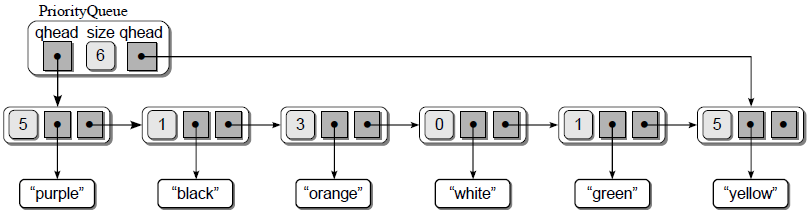 PriorityQueue
qhead size qhead
6
5 1 3 0 1 5
“purple” “black” “orange” “white” “green” “yellow”